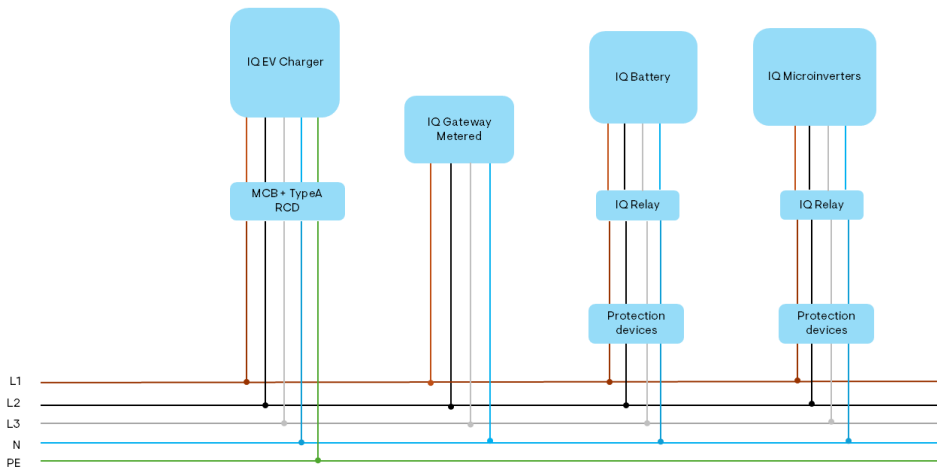 IQ EV Charger
IQ Gateway
Metered
IQ Battery
IQ Microinverters
MCB + TypeA
RCD
IQ Relay
IQ Relay
Protection
devices
Protection
devices
L1
L2
L3
N
PE